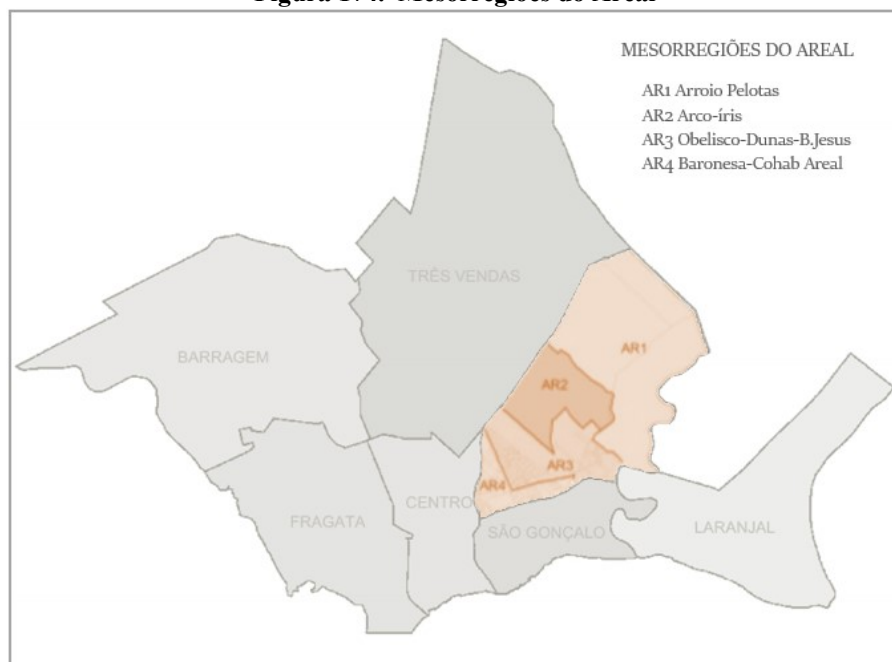 MESORREGIÕES DO AREAL
AR1 Arroio Pelotas
AR2 Arco-íris
AR3 Obelisco-Dunas-B.Jesus
AR4 Baronesa-Cohab Areal
TRÊS VENDAS
AR1
BARRAGEM
AR2
AR3
AR4
CENTRO
FRAGATA
SÃO GONÇALO
LARANJAL